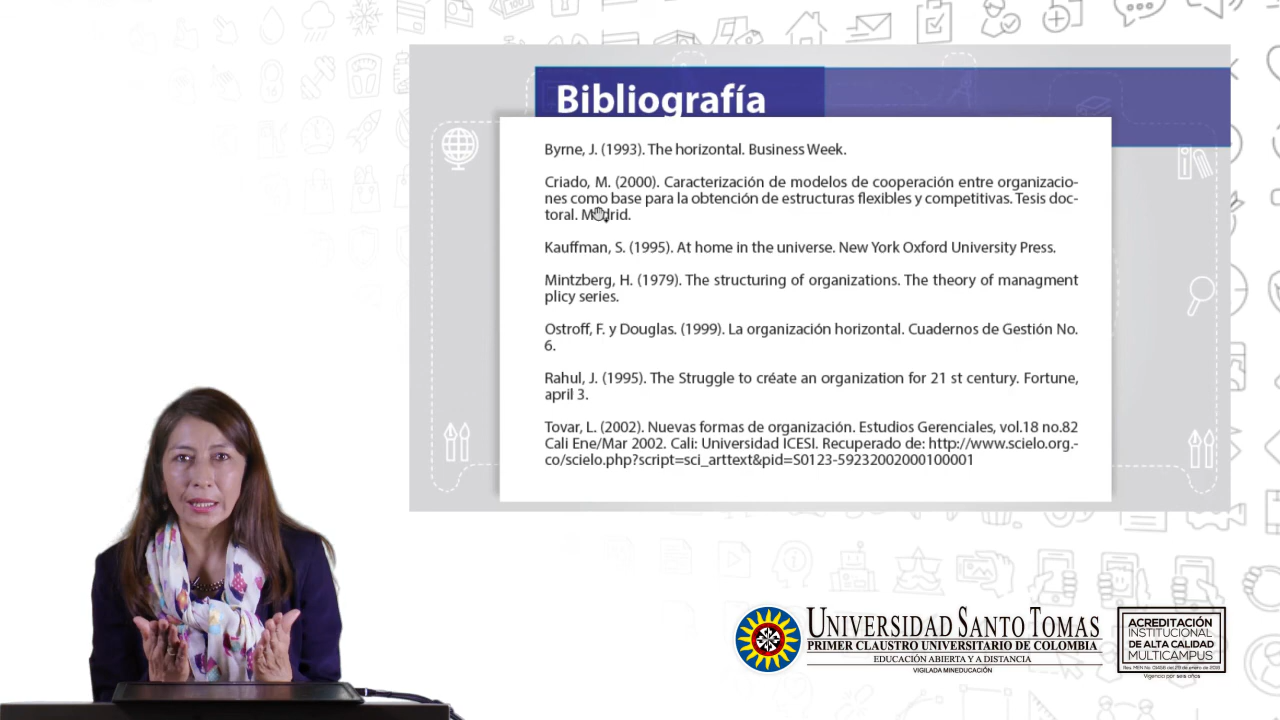 Bibliografía
Byrne, J. (1993). The horizontal. Business Week.
Criado, M. (2000). Caracterización de modelos de cooperación entre organizacio-
nes como base para la obtención de estructuras flexibles y competitivas. Tesis doc-
toral. Madrid.
Kauffman, S. (1995). At home in the universe. New York Oxford University Press.
Mintzberg, H. (1979). The structuring of organizations. The theory of managment
plicy series.
Ostroff, F. y Douglas. (1999). La organización horizontal. Cuadernos de Gestión No.
6.
Rahul, J. (1995). The Struggle to créate an organization for 21 st century. Fortune,
april 3.
Tovar, L. (2002). Nuevas formas de organización. Estudios Gerenciales, vol.18 no.82
Cali Ene/Mar 2002. Cali: Universidad ICESI. Recuperado de: http://www.scielo.org.-
co/scielo.php?script=sci_arttext&pid=S0123-59232002000100001
UNIVERSIDAD SANTO TOMAS
PRIMER CLAUSTRO UNIVERSITARIO DE COLOMBIA
EDUCACIÓN ABIERTA Y A DISTANCIA
VIGILADA MINEDUCACIÓN
ACREDITACIÓN
INSTITUCIONAL
DE ALTA CALIDAD
MULTICAMPUS
Vigencia por seis años